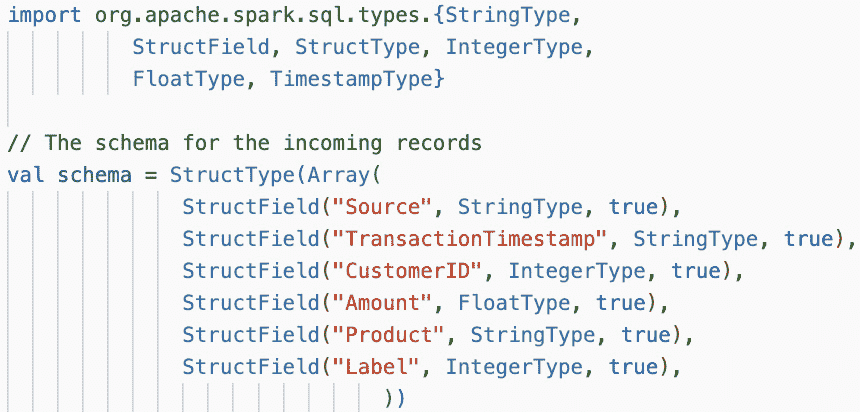 import org.apache.spark.sql.types.{StringType,
StructField, StructType, IntegerType,
FloatType, TimestampType}
// The schema for the incoming records
val schema = StructType(Array(
StructField("Source", StringType, true),
StructField("TransactionTimestamp", StringType, true),
StructField("CustomerID", IntegerType, true),
StructField("Amount", FloatType, true),
StructField("Product", StringType, true),
StructField("Label", IntegerType, true),
))